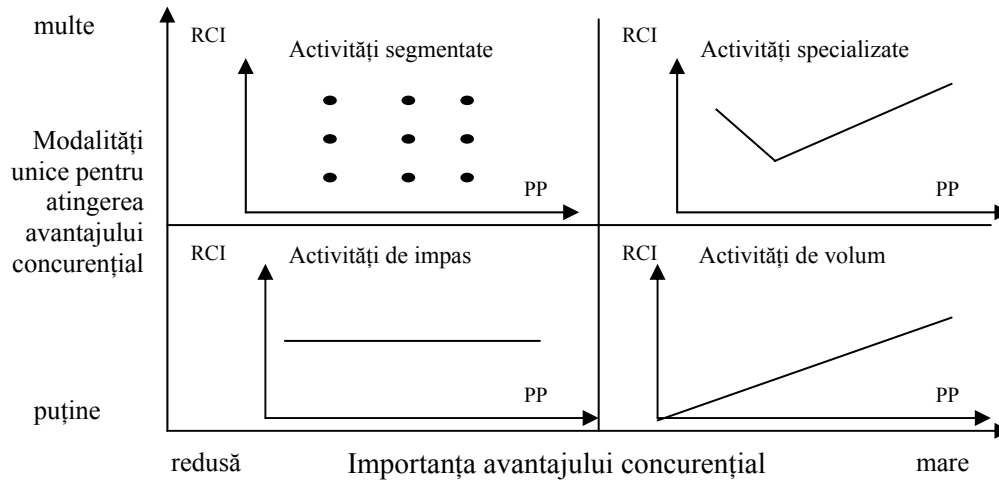 multe
RCI
Activități segmentate
PP
RCI
Activități specializate
PP
Modalități
unice pentru
atingerea
avantajului
concurențial
RCI
Activități de impas
PP
RCI
Activități de volum
PP
puține
redusă
Importanța avantajului concurențial
mare